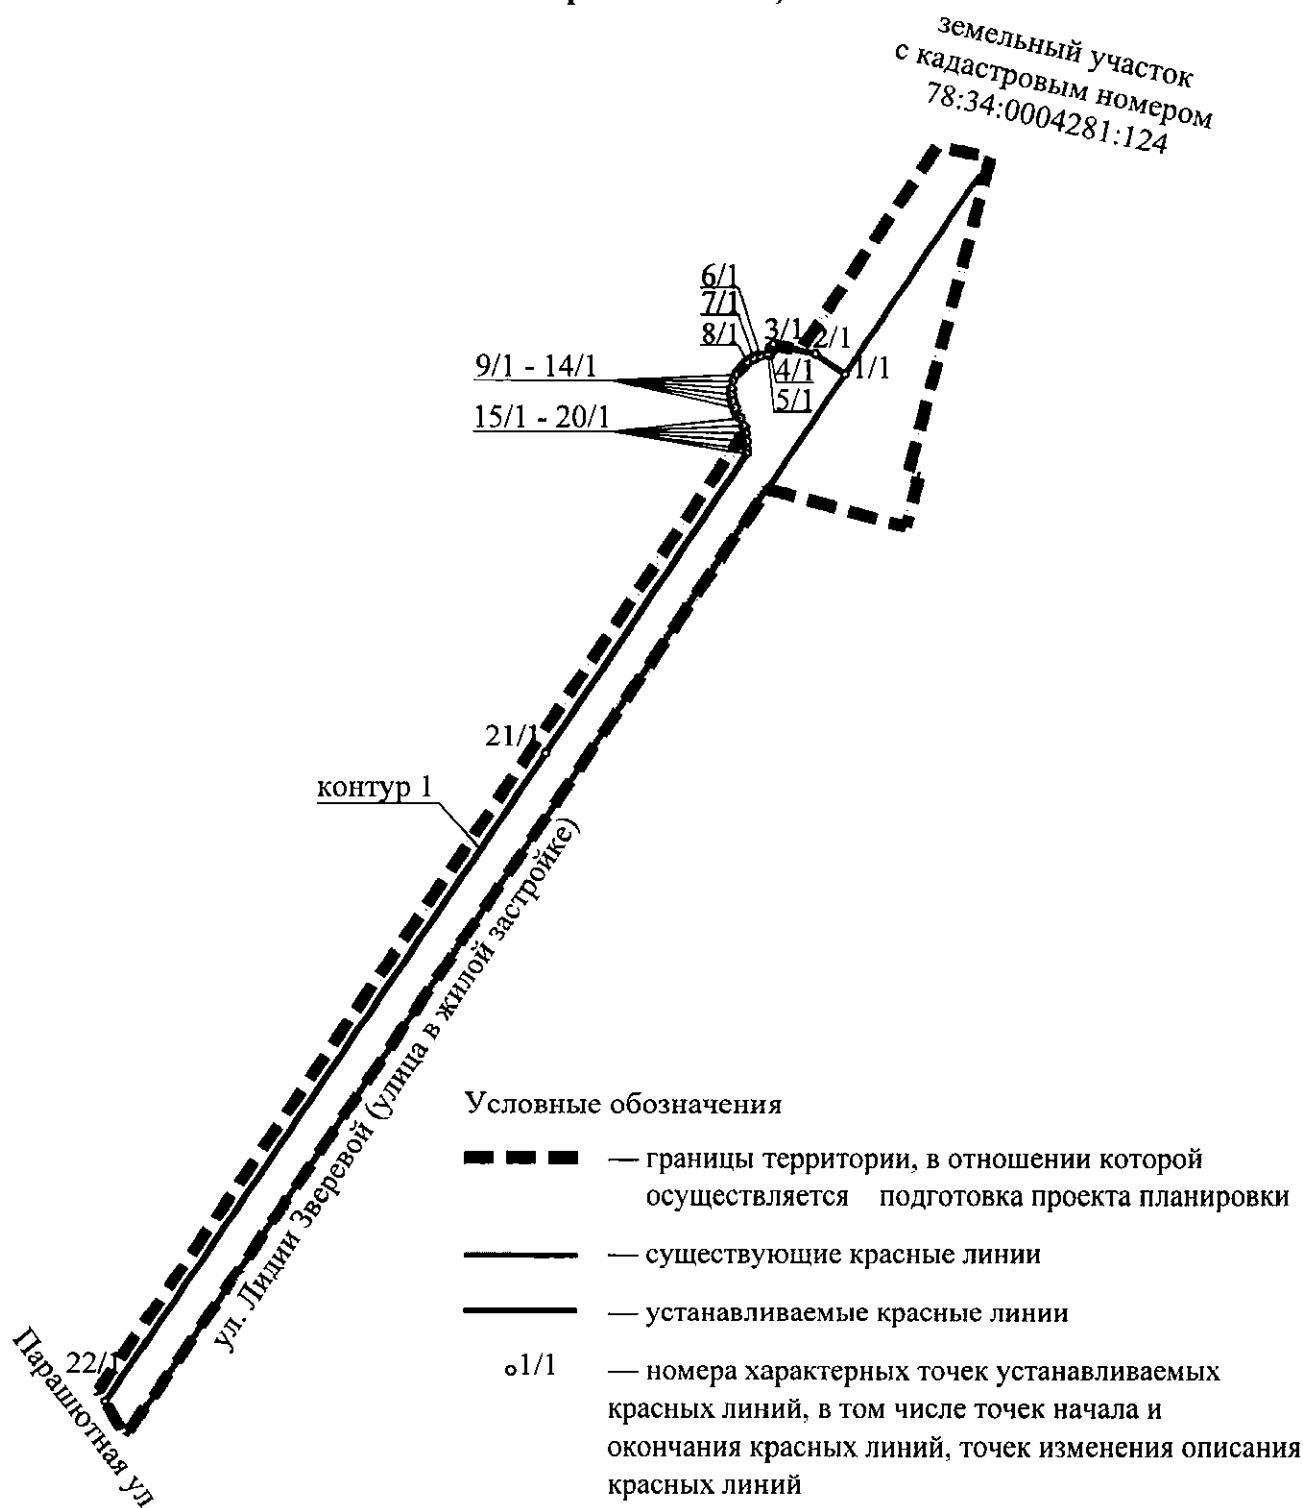 земельный участок
с кадастровым номером
78:34:0004281:124
6/1
7/1
8/1
3/1
2/1
1/1
4/1
5/1
9/1 - 14/1
15/1 - 20/1
21/1
контур 1
ул. Лидии Зверевой (улица в жилой застройке)
22/1
Парашютная ул
Условные обозначения
— границы территории, в отношении которой
осуществляется подготовка проекта планировки
— существующие красные линии
— устанавливаемые красные линии
1/1 — номера характерных точек устанавливаемых
красных линий, в том числе точек начала и
окончания красных линий, точек изменения описания
красных линий